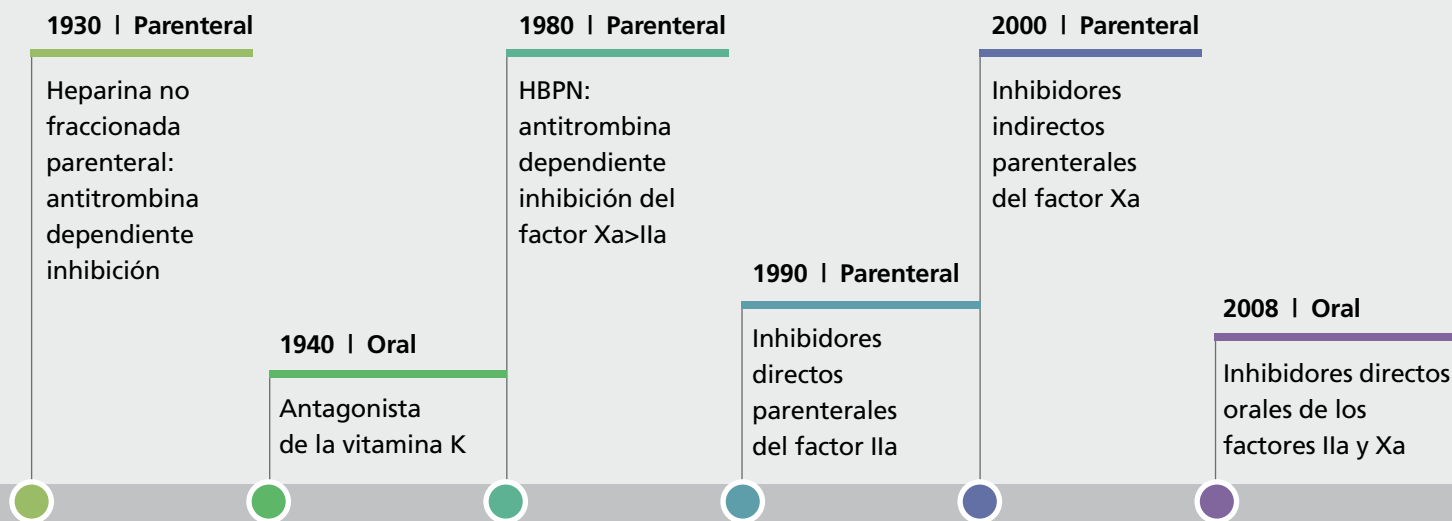 1930 | Parenteral
Heparina no
fraccionada
parenteral:
antitrombina
dependiente
inhibición
1940 | Oral
Antagonista
de la vitamina K
1980 | Parenteral
HBPN:
antitrombina
dependiente
inhibición del
factor Xa>IIa
1990 | Parenteral
Inhibidores
directos
parenterales
del factor IIa
2000 | Parenteral
Inhibidores
indirectos
parenterales
del factor Xa
2008 | Oral
Inhibidores directos
orales de los
factores IIa y Xa